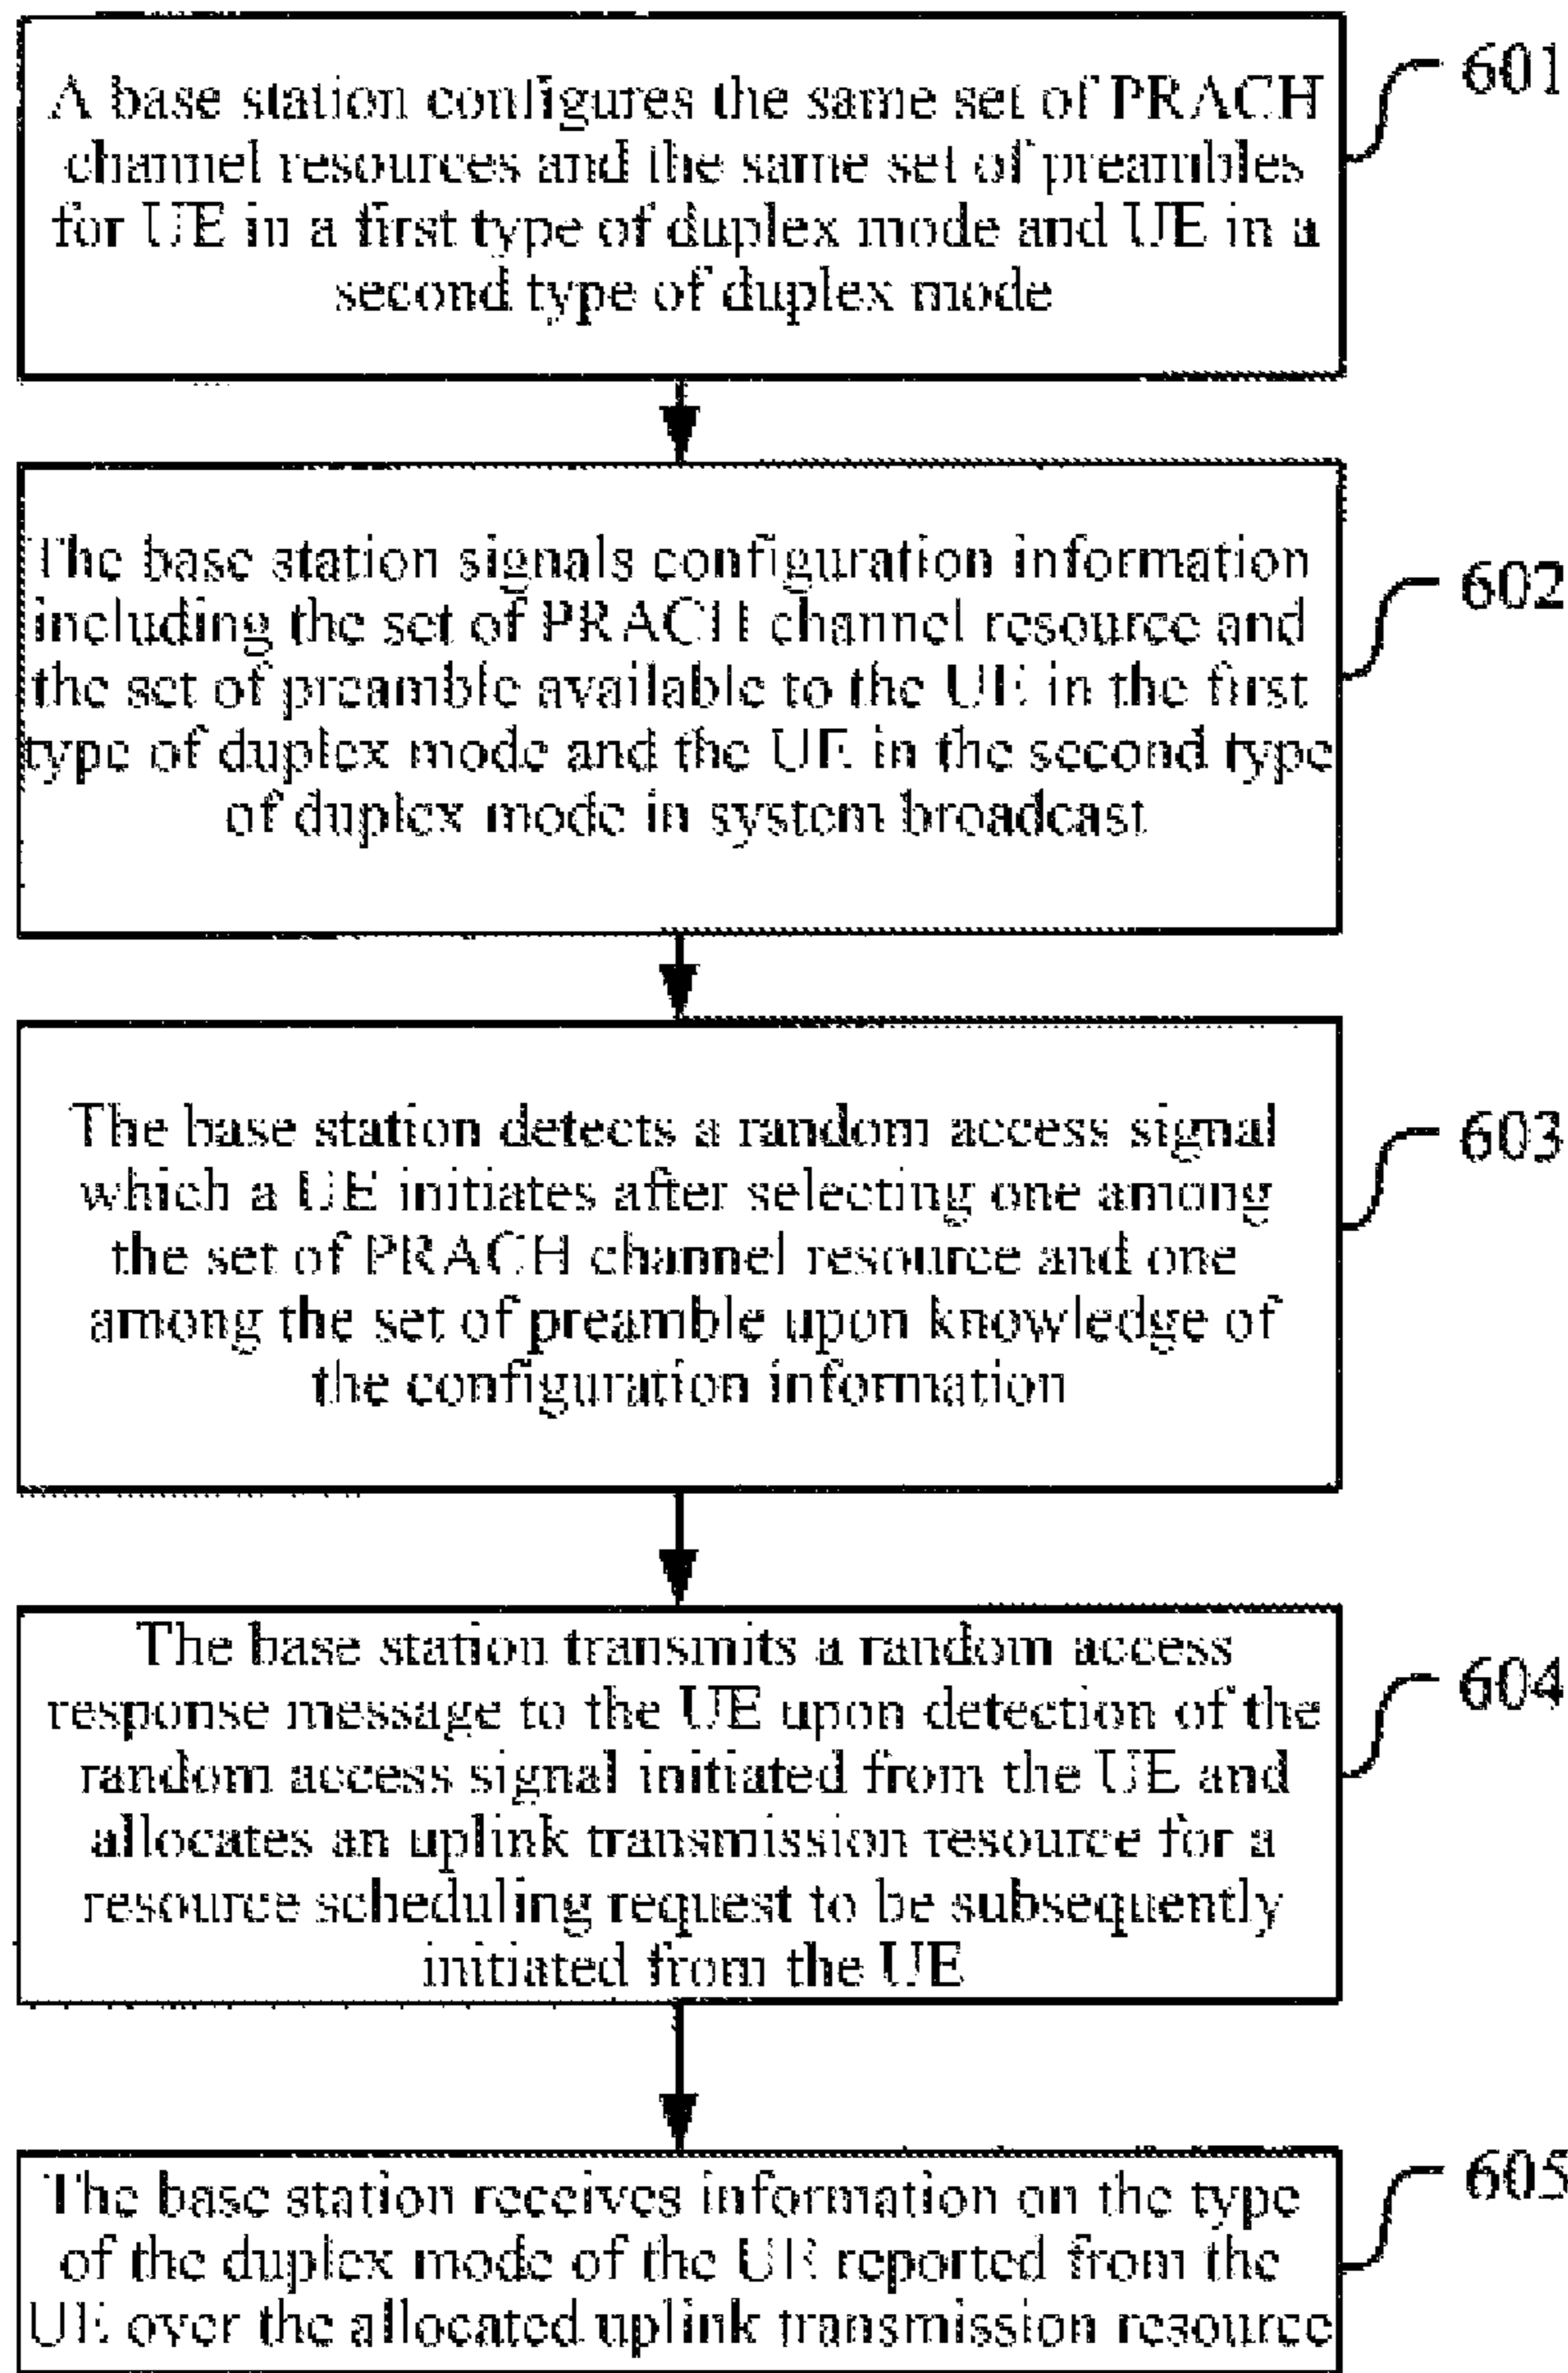 A base station configures the same set of PRACH
channel resources and the same set of preambles
for UE in a first type of duplex mode and UE in a
second type of duplex mode
601
The base station signals configuration information
including the set of PRACH channel resource and
the set of preamble available to the UE in the first
type of duplex mode and the UE in the second type
of duplex mode in system broadcast
602
The base station detects a random access signal
which a UE initiates after selecting one among
the set of PRACH channel resource and one
among the set of preamble upon knowledge of
the configuration information
603
The base station transmits a random access
response message to the UE upon detection of the
random access signal initiated from the UE and
allocates an uplink transmission resource for a
resource scheduling request to be subsequently
initiated from the UE
604
The base station receives information on the type
of the duplex mode of the UE reported from the
UE over the allocated uplink transmission resource
605